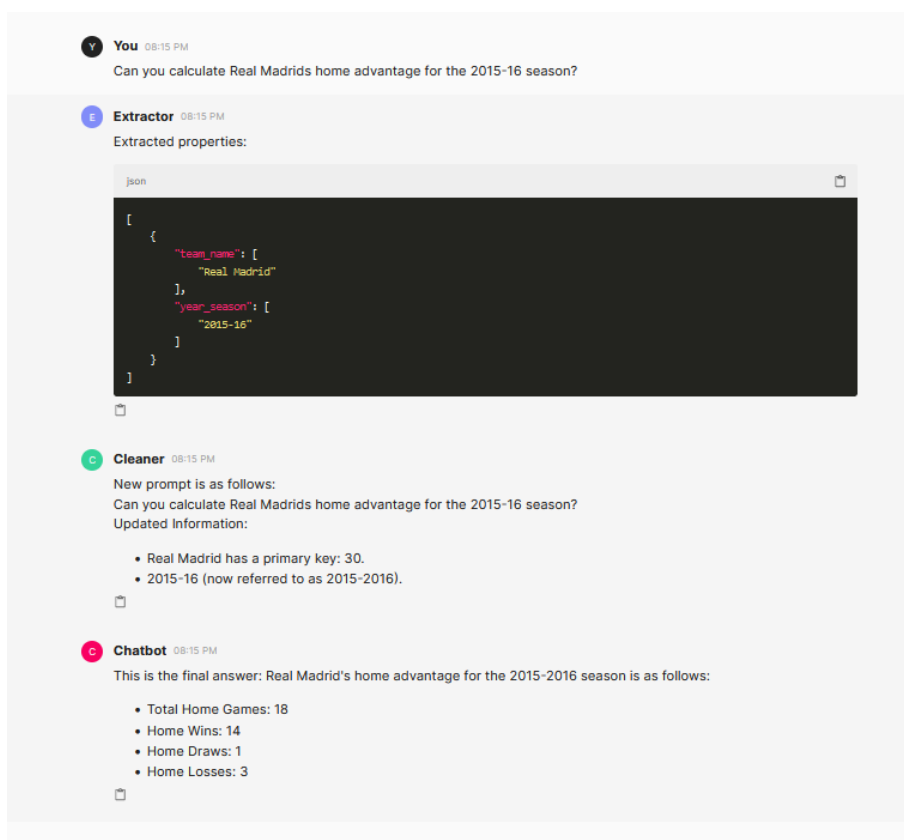 Y You 08:15 PM
Can you calculate Real Madrids home advantage for the 2015-16 season?
E Extractor 08:15 PM
Extracted properties:
json
[
    {
        "team_name": [
            "Real Madrid"
        ],
        "year_season": [
            "2015-16"
        ]
    }
]
C Cleaner 08:15 PM
New prompt is as follows:
Can you calculate Real Madrids home advantage for the 2015-16 season?
Updated Information:
• Real Madrid has a primary key: 30.
• 2015-16 (now referred to as 2015-2016).
C Chatbot 08:15 PM
This is the final answer: Real Madrid's home advantage for the 2015-2016 season is as follows:
• Total Home Games: 18
• Home Wins: 14
• Home Draws: 1
• Home Losses: 3